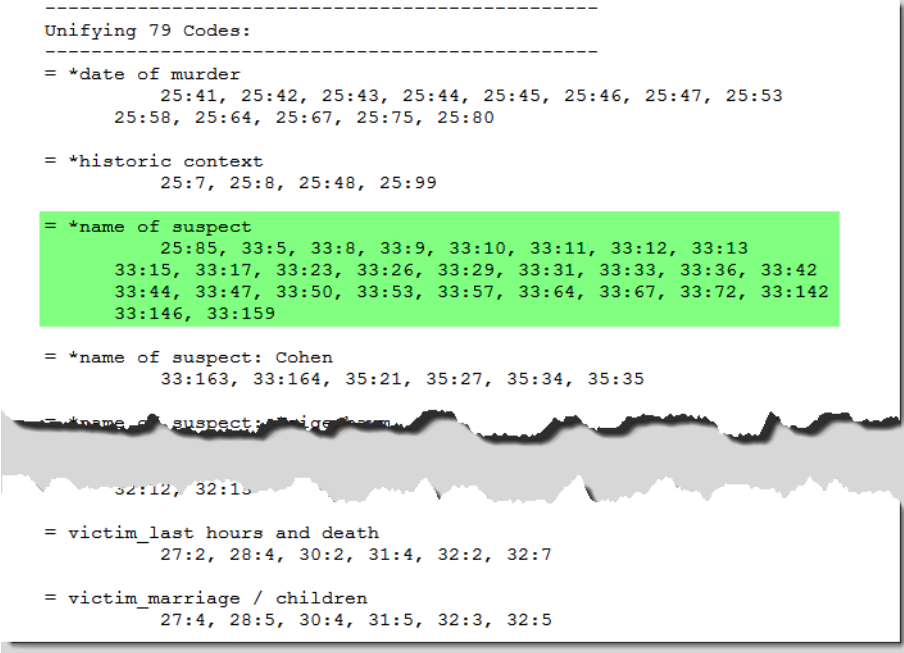 ------------------------------------------------
Unifying 79 Codes:
------------------------------------------------
= *date of murder
25:41, 25:42, 25:43, 25:44, 25:45, 25:46, 25:47, 25:53
25:58, 25:64, 25:67, 25:75, 25:80
= *historic context
25:7, 25:8, 25:48, 25:99
= *name of suspect
25:85, 33:5, 33:8, 33:9, 33:10, 33:11, 33:12, 33:13
33:15, 33:17, 33:23, 33:26, 33:29, 33:31, 33:33, 33:36, 33:42
33:44, 33:47, 33:50, 33:53, 33:57, 33:64, 33:67, 33:72, 33:142
33:146, 33:159
= *name of suspect: Cohen
33:163, 33:164, 35:21, 35:27, 35:34, 35:35
= *name of suspect:
32:12, 32:13
= victim_last hours and death
27:2, 28:4, 30:2, 31:4, 32:2, 32:7
= victim_marriage / children
27:4, 28:5, 30:4, 31:5, 32:3, 32:5